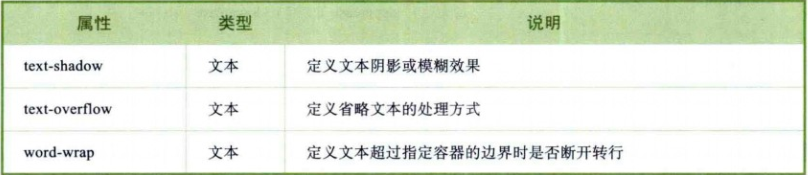 属性 类型 说明
text-shadow 文本 定义文本阴影或模糊效果
text-overflow 文本 定义省略文本的处理方式
word-wrap 文本 定义文本超过指定容器的边界时是否断开转行